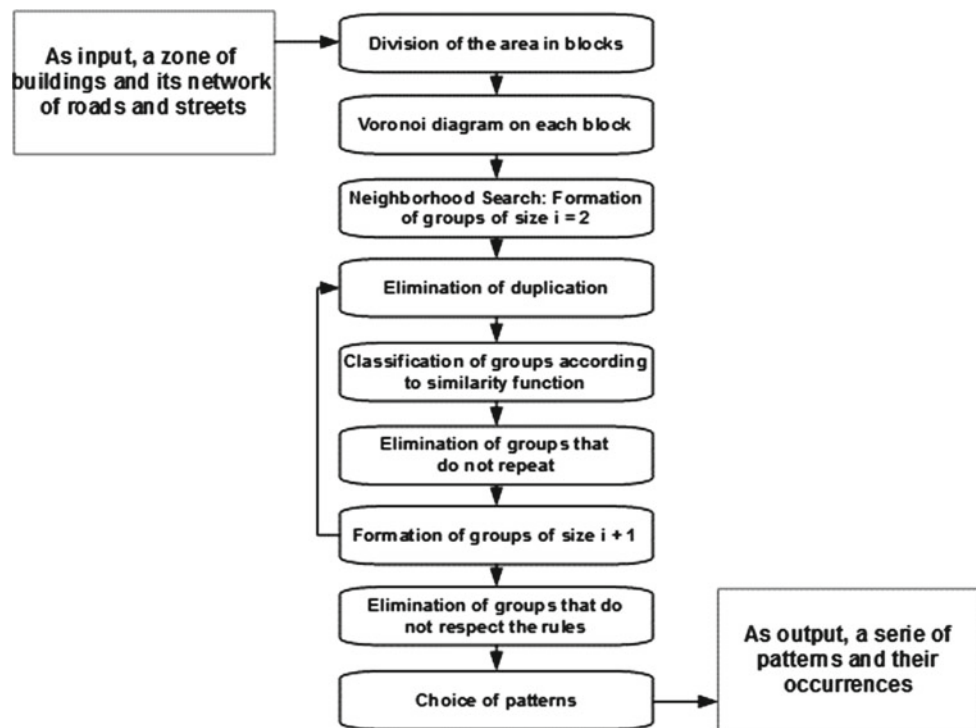 As input, a zone of
buildings and its network
of roads and streets
Division of the area in blocks
Voronoi diagram on each block
Neighborhood Search: Formation
of groups of size i = 2
Elimination of duplication
Classification of groups according
to similarity function
Elimination of groups that
do not repeat
Formation of groups of size i + 1
Elimination of groups that do
not respect the rules
Choice of patterns
As output, a serie of
patterns and their
occurrences